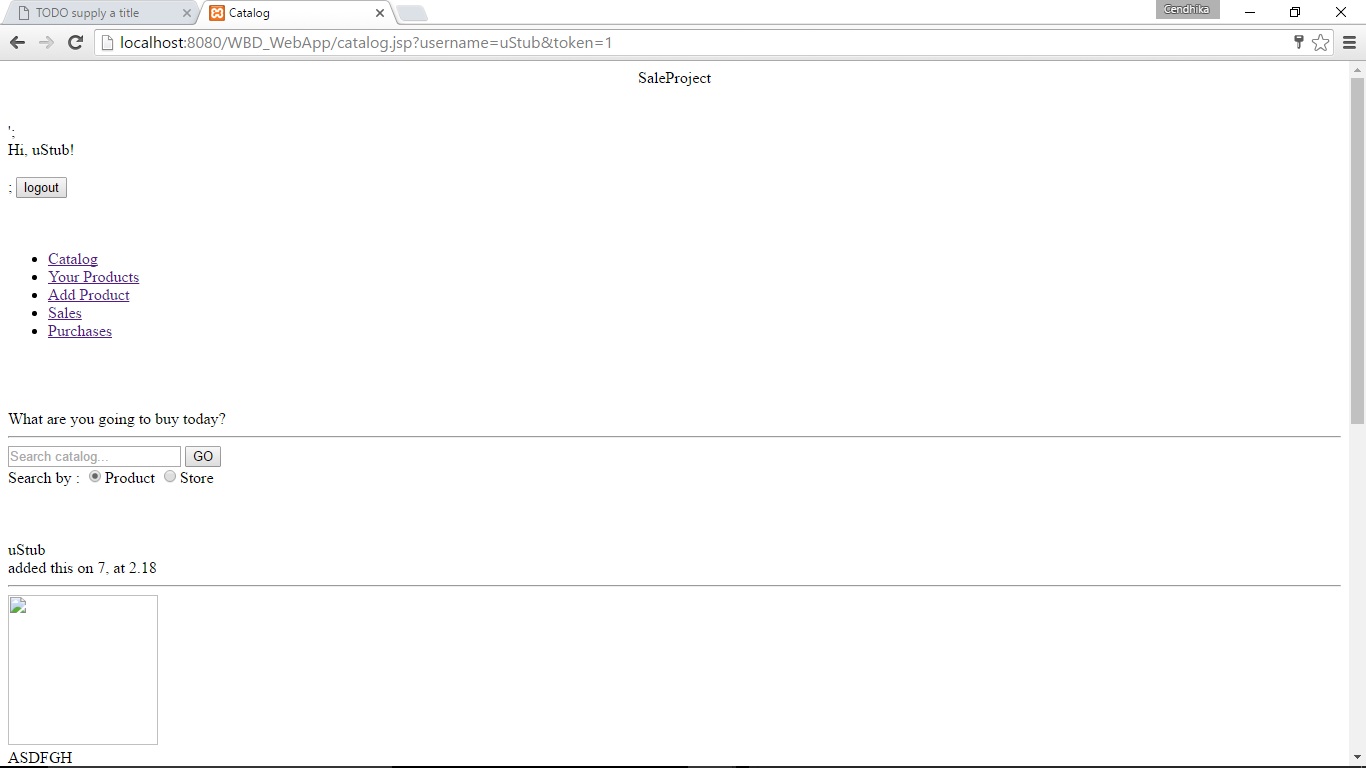 TODO supply a title
Catalog
Cendhika
localhost:8080/WBD_WebApp/catalog.jsp?username=uStub&token=1
SaleProject
';
Hi, uStub!
; logout
Catalog
Your Products
Add Product
Sales
Purchases
What are you going to buy today?
Search catalog... GO
Search by : Product Store
uStub
added this on 7, at 2.18
ASDFGH